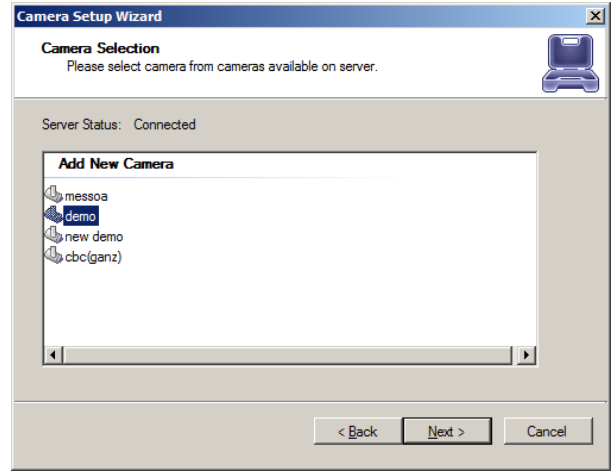 Camera Setup Wizard
Camera Selection
Please select camera from cameras available on server.
Server Status: Connected
Add New Camera
messoa
demo
new demo
cbc(ganz)
< Back Next > Cancel